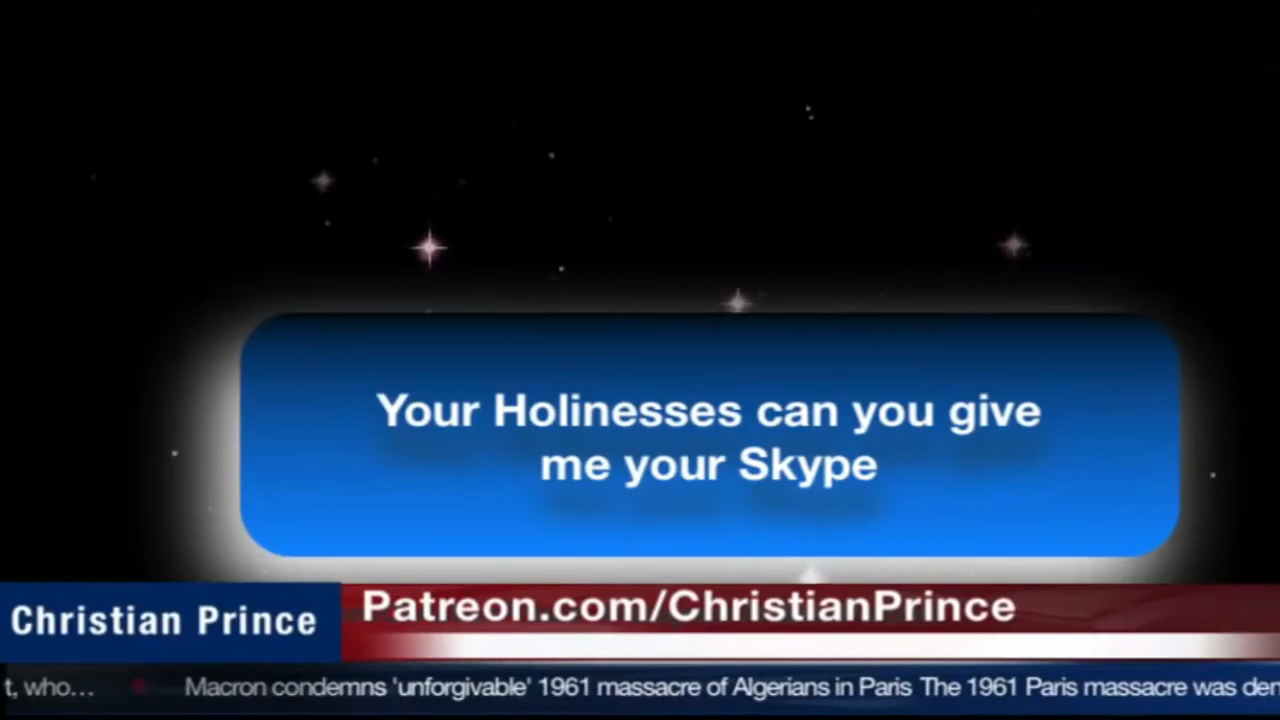 Your Holinesses can you give
me your Skype
Christian Prince
Patreon.com/ChristianPrince
t, who... Macron condemns 'unforgivable' 1961 massacre of Algerians in Paris The 1961 Paris massacre was den